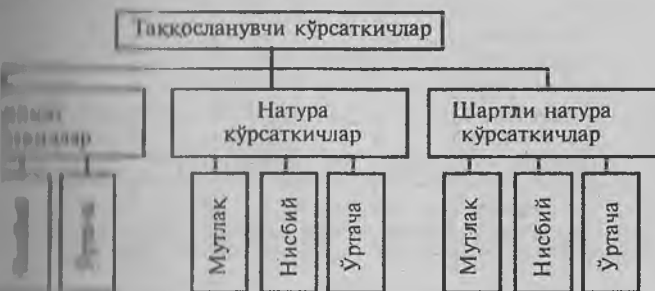 Таққосланувчи кўрсаткичлар
Натура
кўрсаткичлар
Шартли натура
кўрсаткичлар
Мутлақ
Нисбий
Ўртача
Мутлақ
Нисбий
Ўртача